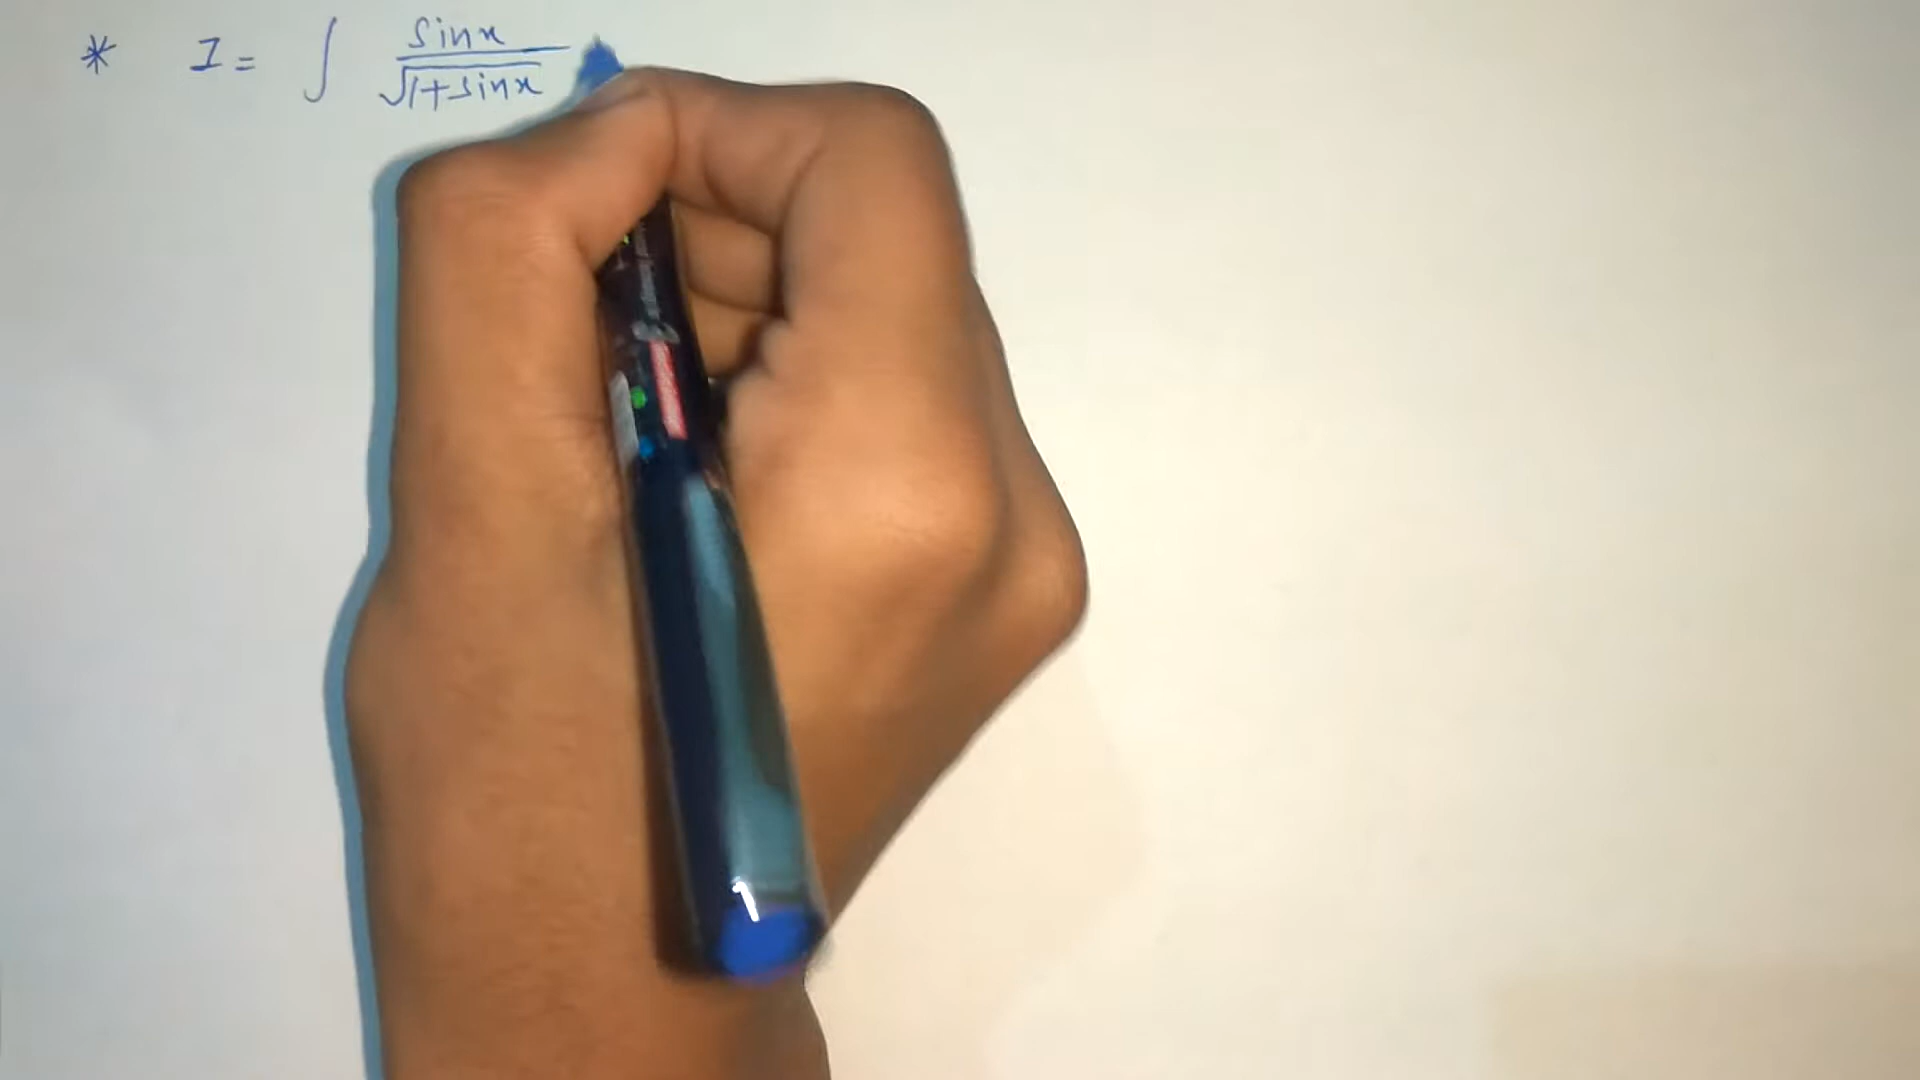 * I = ∫ sinx / √1+sinx